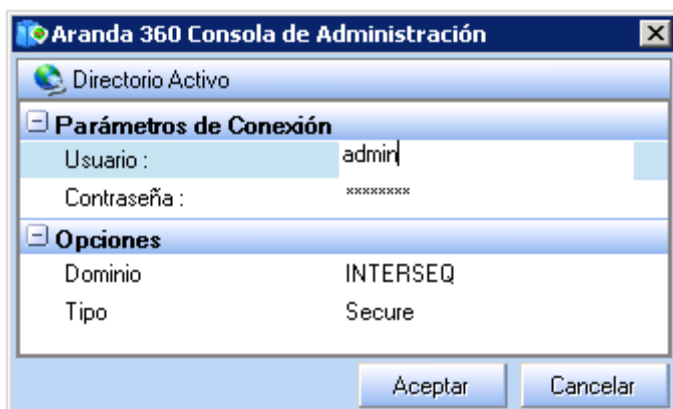 Aranda 360 Consola de Administración
Directorio Activo
Parámetros de Conexión
Usuario : admin
Contraseña : ********
Opciones
Dominio INTERSEQ
Tipo Secure
Aceptar Cancelar